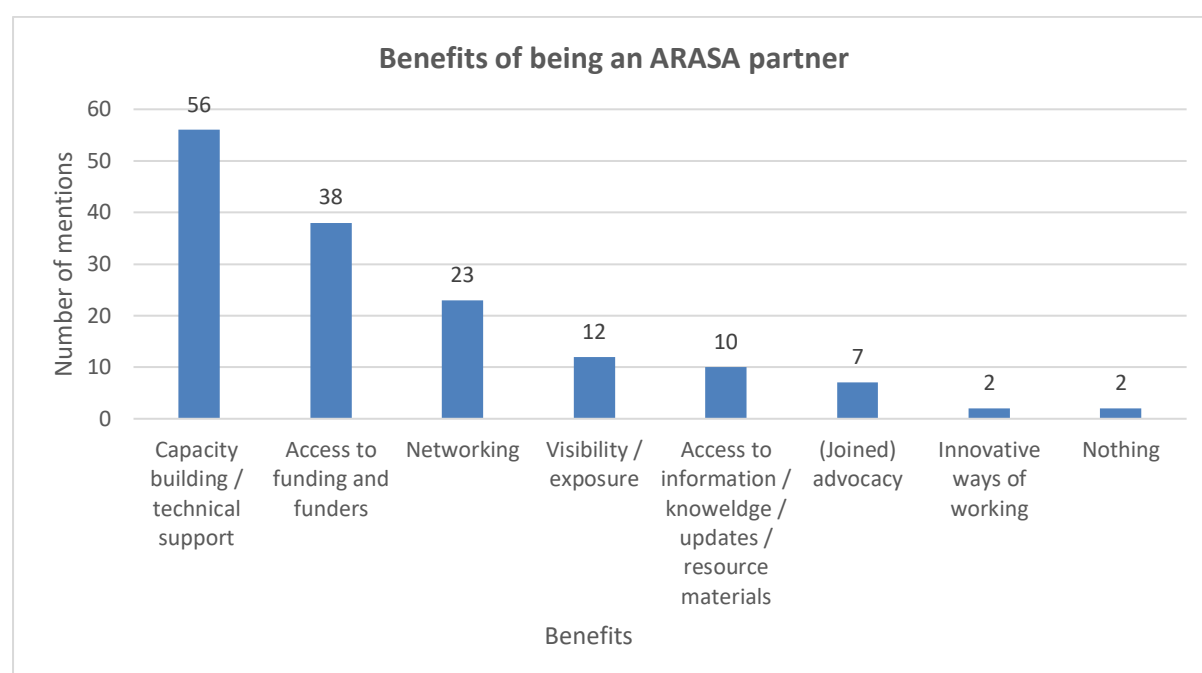 Benefits of being an ARASA partner
Number of mentions
60
50
40
30
20
10
0
56
38
23
12
10
7
2
2
Capacity
building /
technical
support
Access to
funding and
funders
Networking
Visibility /
exposure
Access to
information /
knoweldge /
updates /
resource
materials
(Joined)
advocacy
Innovative
ways of
working
Nothing
Benefits